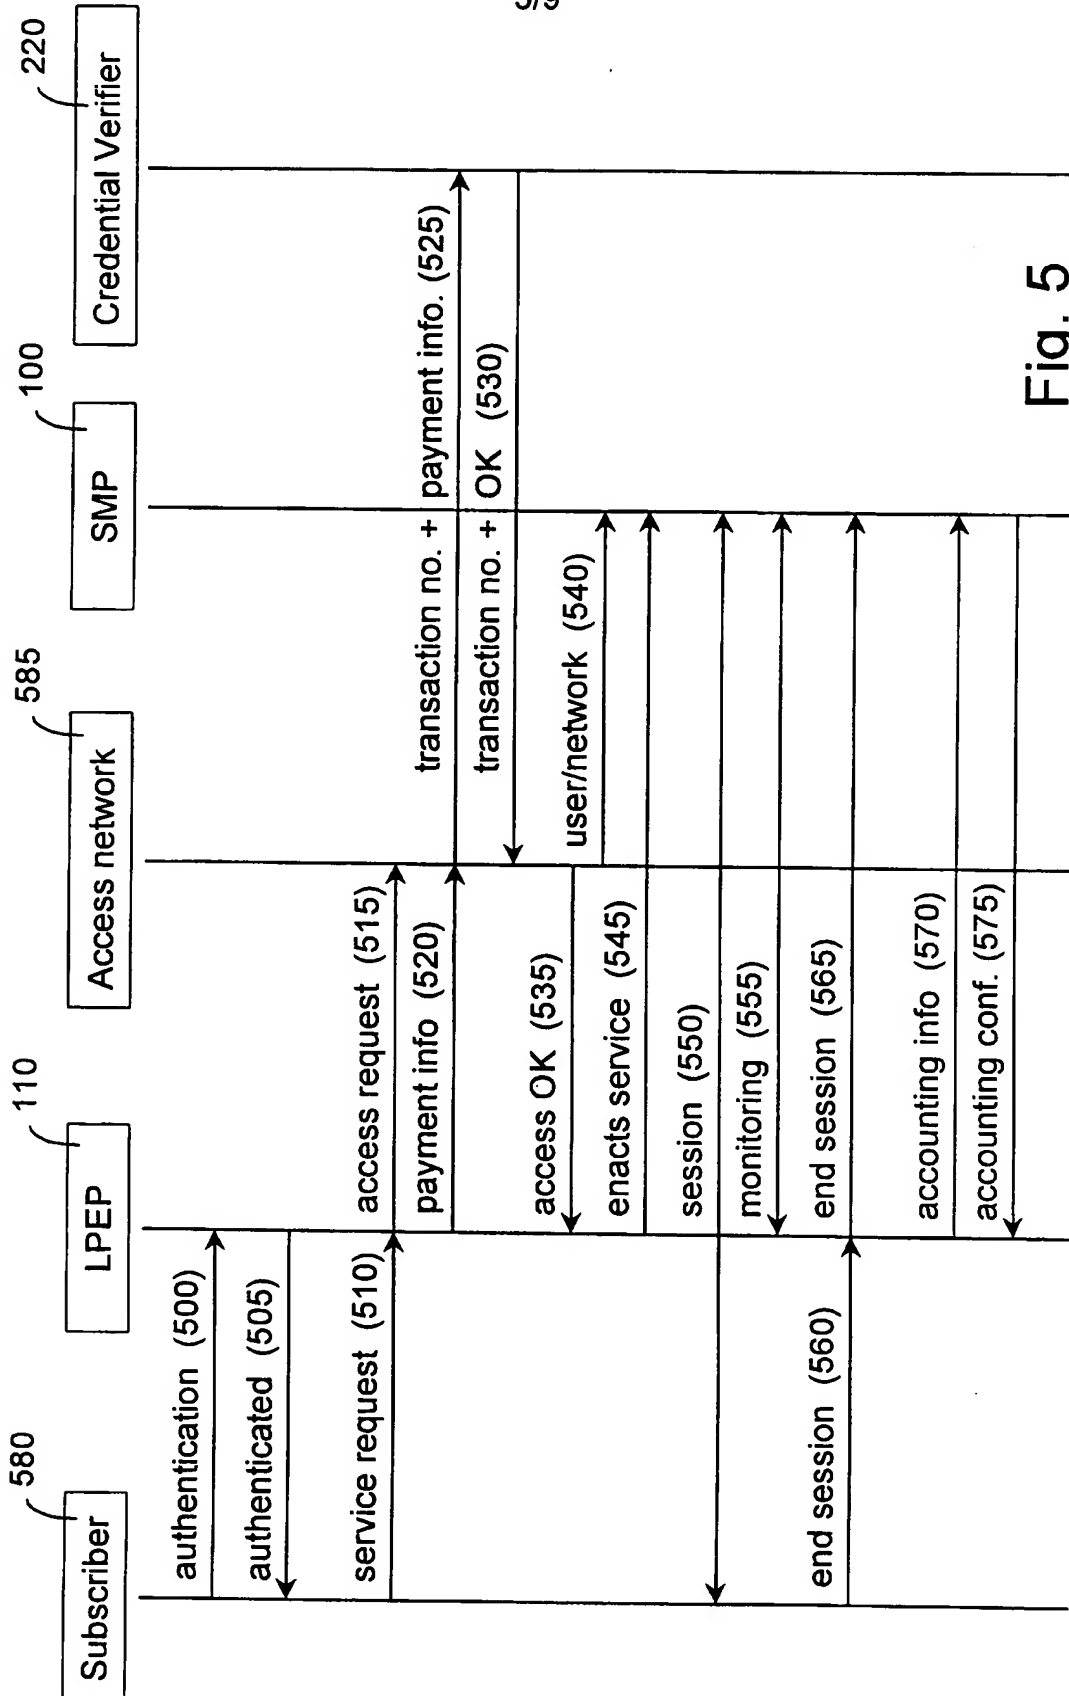 5/9
580
110
585
100
220
Subscriber
LPEP
Access network
SMP
Credential Verifier
authentication (500)
authenticated (505)
service request (510)
access request (515)
payment info (520)
transaction no. + payment info. (525)
transaction no. + OK (530)
access OK (535)
user/network (540)
enacts service (545)
session (550)
monitoring (555)
end session (560)
end session (565)
accounting info (570)
accounting conf. (575)
Fig. 5